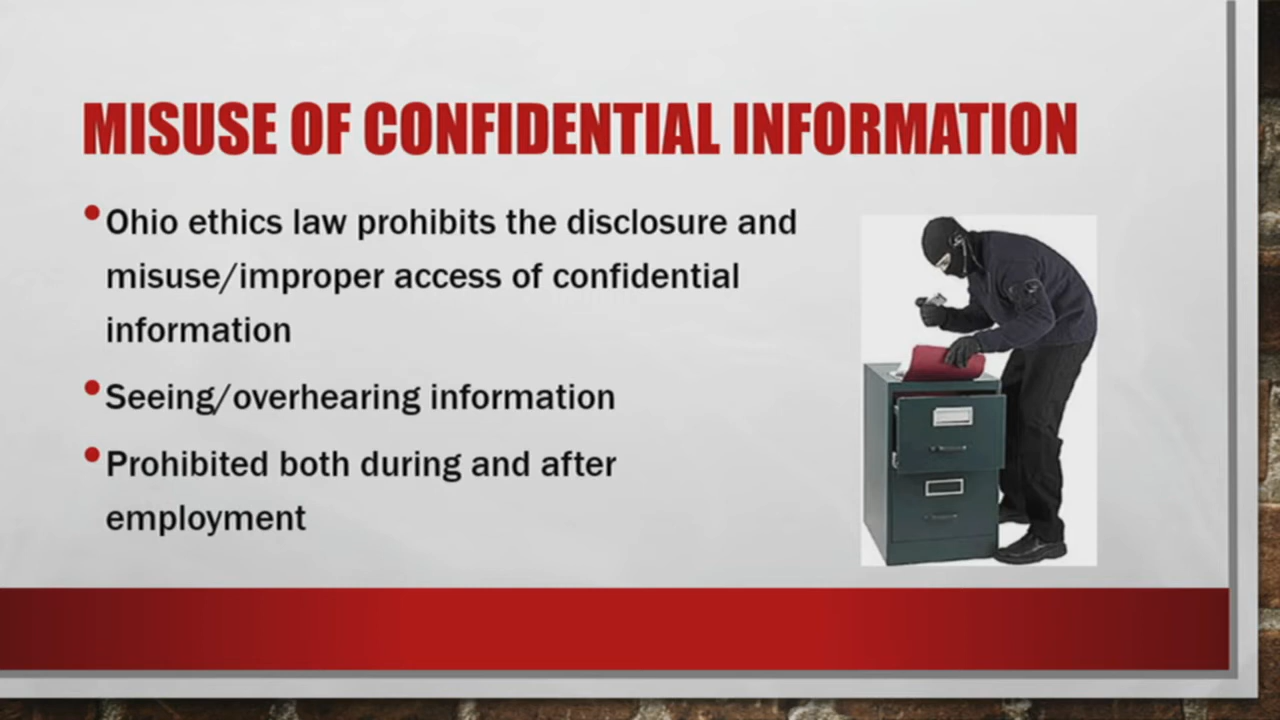 MISUSE OF CONFIDENTIAL INFORMATION
•Ohio ethics law prohibits the disclosure and
misuse/improper access of confidential
information
•Seeing/overhearing information
•Prohibited both during and after
employment